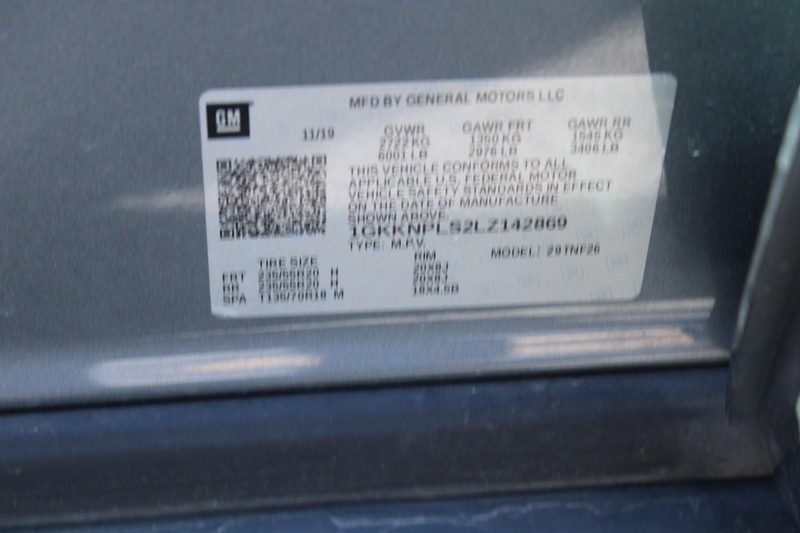 MFD BY GENERAL MOTORS LLC
GM
11/19
GVWR GAWR FRT GAWR RR
2722 KG 1350 KG 1545 KG
6001 LB 2976 LB 3406 LB
THIS VEHICLE CONFORMS TO ALL
APPLICABLE U.S. FEDERAL MOTOR
VEHICLE SAFETY STANDARDS IN EFFECT
ON THE DATE OF MANUFACTURE
SHOWN ABOVE.
1GKKNPLS2LZ142869
TYPE: M.P.V. MODEL: 29TNF26
TIRE SIZE RIM
FRT 235/55R20 H 20X8J
RR 235/55R20 H 20X8J
SPA T135/70R18 M 18X4.5B